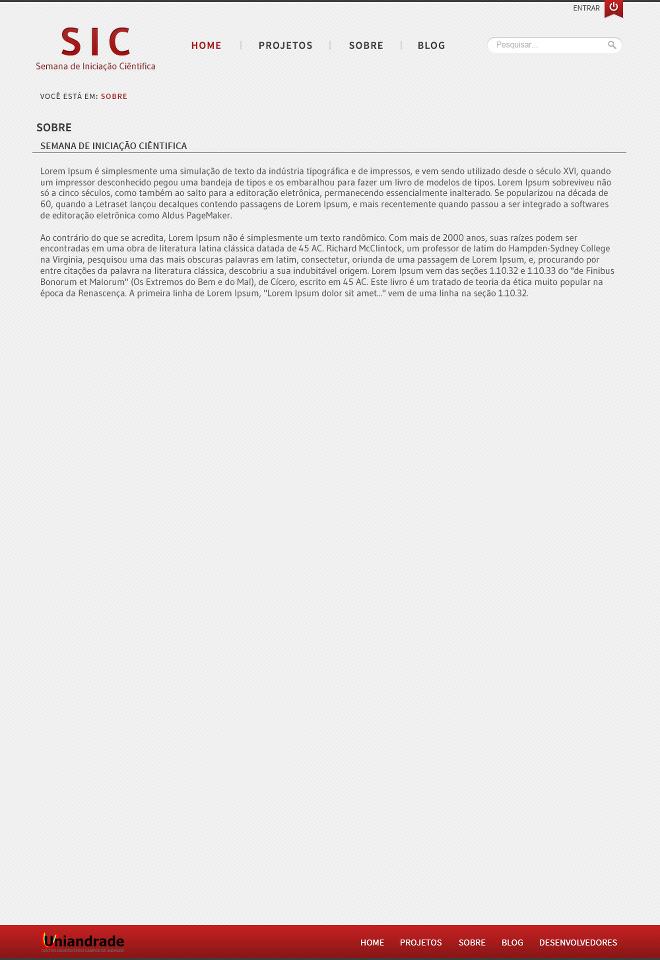 ENTRAR
SIC
Semana de Iniciação Ciêntifica
HOME | PROJETOS | SOBRE | BLOG
Pesquisar...
VOCÊ ESTÁ EM: SOBRE
SOBRE
SEMANA DE INICIAÇÃO CIÊNTIFICA
Lorem Ipsum é simplesmente uma simulação de texto da indústria tipográfica e de impressos, e vem sendo utilizado desde o século XVI, quando
um impressor desconhecido pegou uma bandeja de tipos e os embaralhou para fazer um livro de modelos de tipos. Lorem Ipsum sobreviveu não
só a cinco séculos, como também ao salto para a editoração eletrônica, permanecendo essencialmente inalterado. Se popularizou na década de
60, quando a Letraset lançou decalques contendo passagens de Lorem Ipsum, e mais recentemente quando passou a ser integrado a softwares
de editoração eletrônica como Aldus PageMaker.
Ao contrário do que se acredita, Lorem Ipsum não é simplesmente um texto randômico. Com mais de 2000 anos, suas raízes podem ser
encontradas em uma obra de literatura latina clássica datada de 45 AC. Richard McClintock, um professor de latim do Hampden-Sydney College
na Virginia, pesquisou uma das mais obscuras palavras em latim, consectetur, oriunda de uma passagem de Lorem Ipsum, e, procurando por
entre citações da palavra na literatura clássica, descobriu a sua indubitável origem. Lorem Ipsum vem das seções 1.10.32 e 1.10.33 do "de Finibus
Bonorum et Malorum" (Os Extremos do Bem e do Mal), de Cícero, escrito em 45 AC. Este livro é um tratado de teoria da ética muito popular na
época da Renascença. A primeira linha de Lorem Ipsum, "Lorem Ipsum dolor sit amet..." vem de uma linha na seção 1.10.32.
Uniandrade
HOME PROJETOS SOBRE BLOG DESENVOLVEDORES